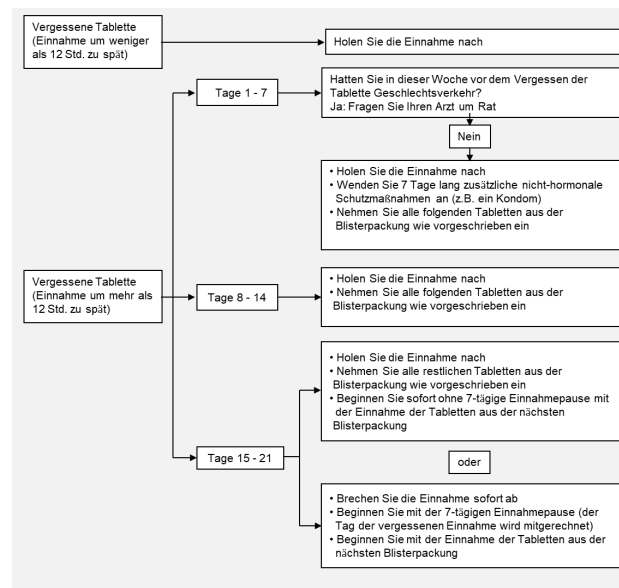 Vergessene Tablette
(Einnahme um weniger
als 12 Std. zu spät)
Holen Sie die Einnahme nach
Tage 1 - 7
Hatten Sie in dieser Woche vor dem Vergessen der
Tablette Geschlechtsverkehr?
Ja: Fragen Sie Ihren Arzt um Rat
Nein
• Holen Sie die Einnahme nach
• Wenden Sie 7 Tage lang zusätzliche nicht-hormonale
Schutzmaßnahmen an (z.B. ein Kondom)
• Nehmen Sie alle folgenden Tabletten aus der
Blisterpackung wie vorgeschrieben ein
Vergessene Tablette
(Einnahme um mehr als
12 Std. zu spät)
Tage 8 - 14
• Holen Sie die Einnahme nach
• Nehmen Sie alle folgenden Tabletten aus der
Blisterpackung wie vorgeschrieben ein
Tage 15 - 21
• Holen Sie die Einnahme nach
• Nehmen Sie alle restlichen Tabletten aus der
Blisterpackung wie vorgeschrieben ein
• Beginnen Sie sofort ohne 7-tägige Einnahmepause mit
der Einnahme der Tabletten aus der nächsten
Blisterpackung
oder
• Brechen Sie die Einnahme sofort ab
• Beginnen Sie mit der 7-tägigen Einnahmepause (der
Tag der vergessenen Einnahme wird mitgerechnet)
• Beginnen Sie mit der Einnahme der Tabletten aus der
nächsten Blisterpackung